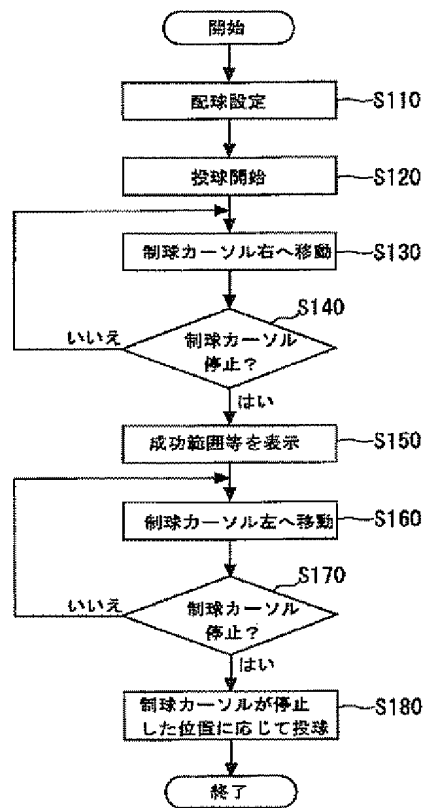 開始
配球設定
S110
投球開始
S120
制球カーソル右へ移動
S130
S140
制球カーソル
停止?
いいえ
はい
成功範囲等を表示
S150
制球カーソル左へ移動
S160
S170
制球カーソル
停止?
いいえ
はい
制球カーソルが停止
した位置に応じて投球
S180
終了